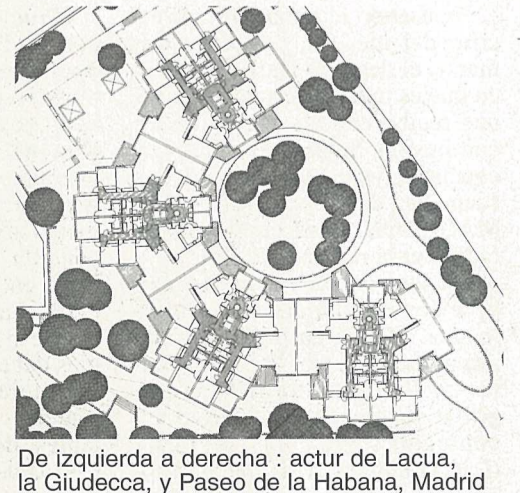 De izquierda a derecha : actur de Lacua,
la Giudecca, y Paseo de la Habana, Madrid